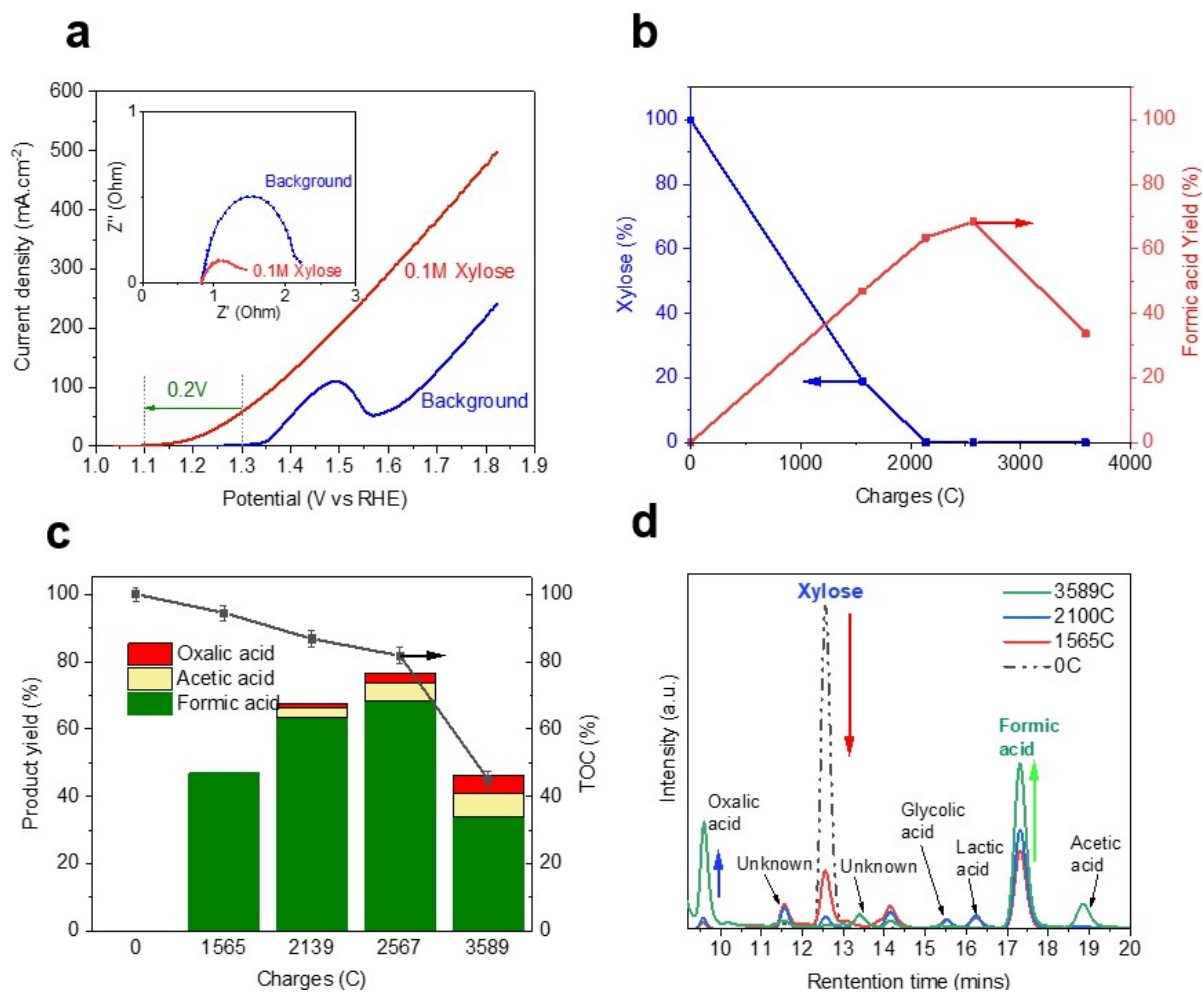 a
600
500
400
300
200
100
0
Current density (mA.cm⁻²)
1.0 1.1 1.2 1.3 1.4 1.5 1.6 1.7 1.8 1.9
Potential (V vs RHE)
0.2V
0.1M Xylose
Background
1
0
Z'' (Ohm)
0 1 2 3
Z' (Ohm)
Background
0.1M Xylose
b
100
80
60
40
20
0
Xylose (%)
0 1000 2000 3000 4000
Charges (C)
100
80
60
40
20
0
Formic acid Yield (%)
c
100
80
60
40
20
0
Product yield (%)
Oxalic acid
Acetic acid
Formic acid
0 1565 2139 2567 3589
Charges (C)
100
80
60
40
20
0
TOC (%)
d
Intensity (a.u.)
Xylose
3589C
2100C
1565C
0C
Formic
acid
Oxalic
acid
Unknown
Unknown
Glycolic
acid
Lactic
acid
Acetic
acid
10 11 12 13 14 15 16 17 18 19 20
Rentention time (mins)